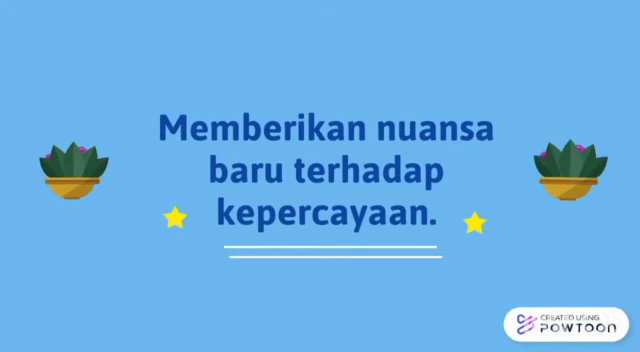 Memberikan nuansa
baru terhadap
kepercayaan.
CREATED USING
POWTOON